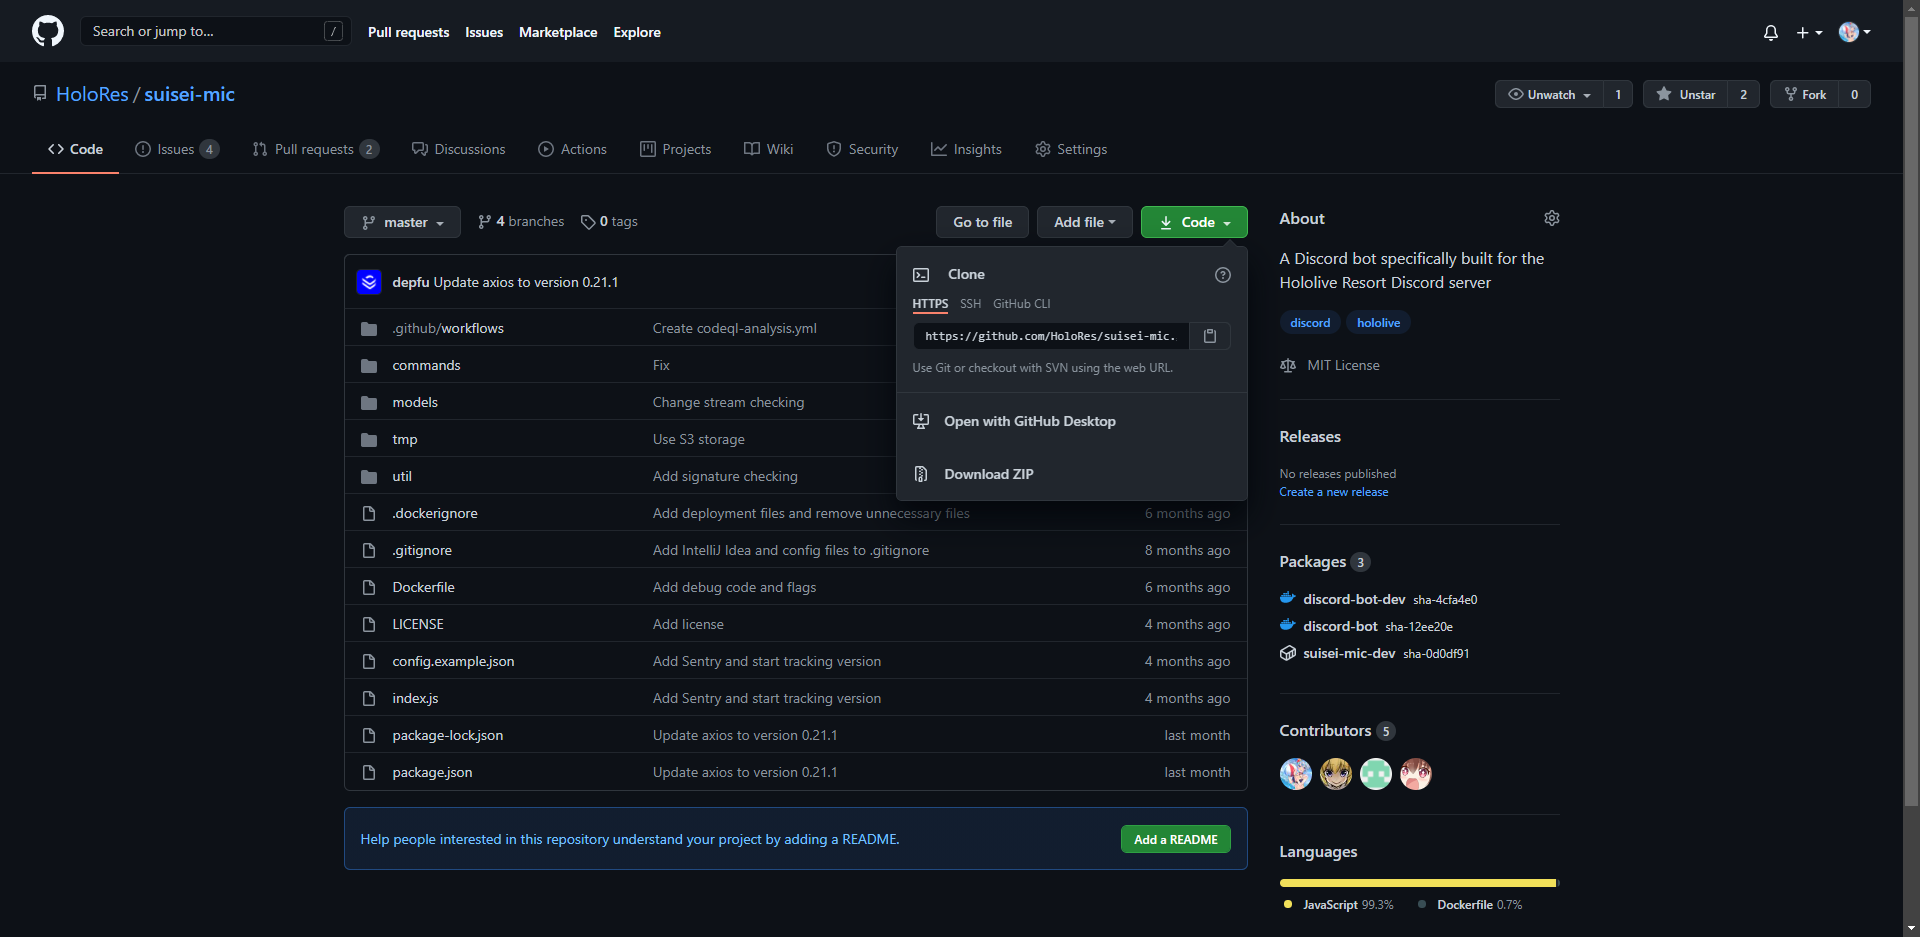 Search or jump to...
/
Pull requests
Issues
Marketplace
Explore
HoloRes / suisei-mic
Unwatch
1
Unstar
2
Fork
0
Code
Issues 4
Pull requests 2
Discussions
Actions
Projects
Wiki
Security
Insights
Settings
master
4 branches
0 tags
Go to file
Add file
Code
depfu Update axios to version 0.21.1
.github/workflows
Create codeql-analysis.yml
commands
Fix
models
Change stream checking
tmp
Use S3 storage
util
Add signature checking
.dockerignore
Add deployment files and remove unnecessary files
6 months ago
.gitignore
Add IntelliJ Idea and config files to .gitignore
8 months ago
Dockerfile
Add debug code and flags
6 months ago
LICENSE
Add license
4 months ago
config.example.json
Add Sentry and start tracking version
4 months ago
index.js
Add Sentry and start tracking version
4 months ago
package-lock.json
Update axios to version 0.21.1
last month
package.json
Update axios to version 0.21.1
last month
Clone
?
HTTPS
SSH
GitHub CLI
https://github.com/HoloRes/suisei-mic.
Use Git or checkout with SVN using the web URL.
Open with GitHub Desktop
Download ZIP
Help people interested in this repository understand your project by adding a README.
Add a README
About
A Discord bot specifically built for the
Hololive Resort Discord server
discord
hololive
MIT License
Releases
No releases published
Create a new release
Packages 3
discord-bot-dev sha-4cfa4e0
discord-bot sha-12ee20e
suisei-mic-dev sha-0d0df91
Contributors 5
Languages
JavaScript 99.3%
Dockerfile 0.7%